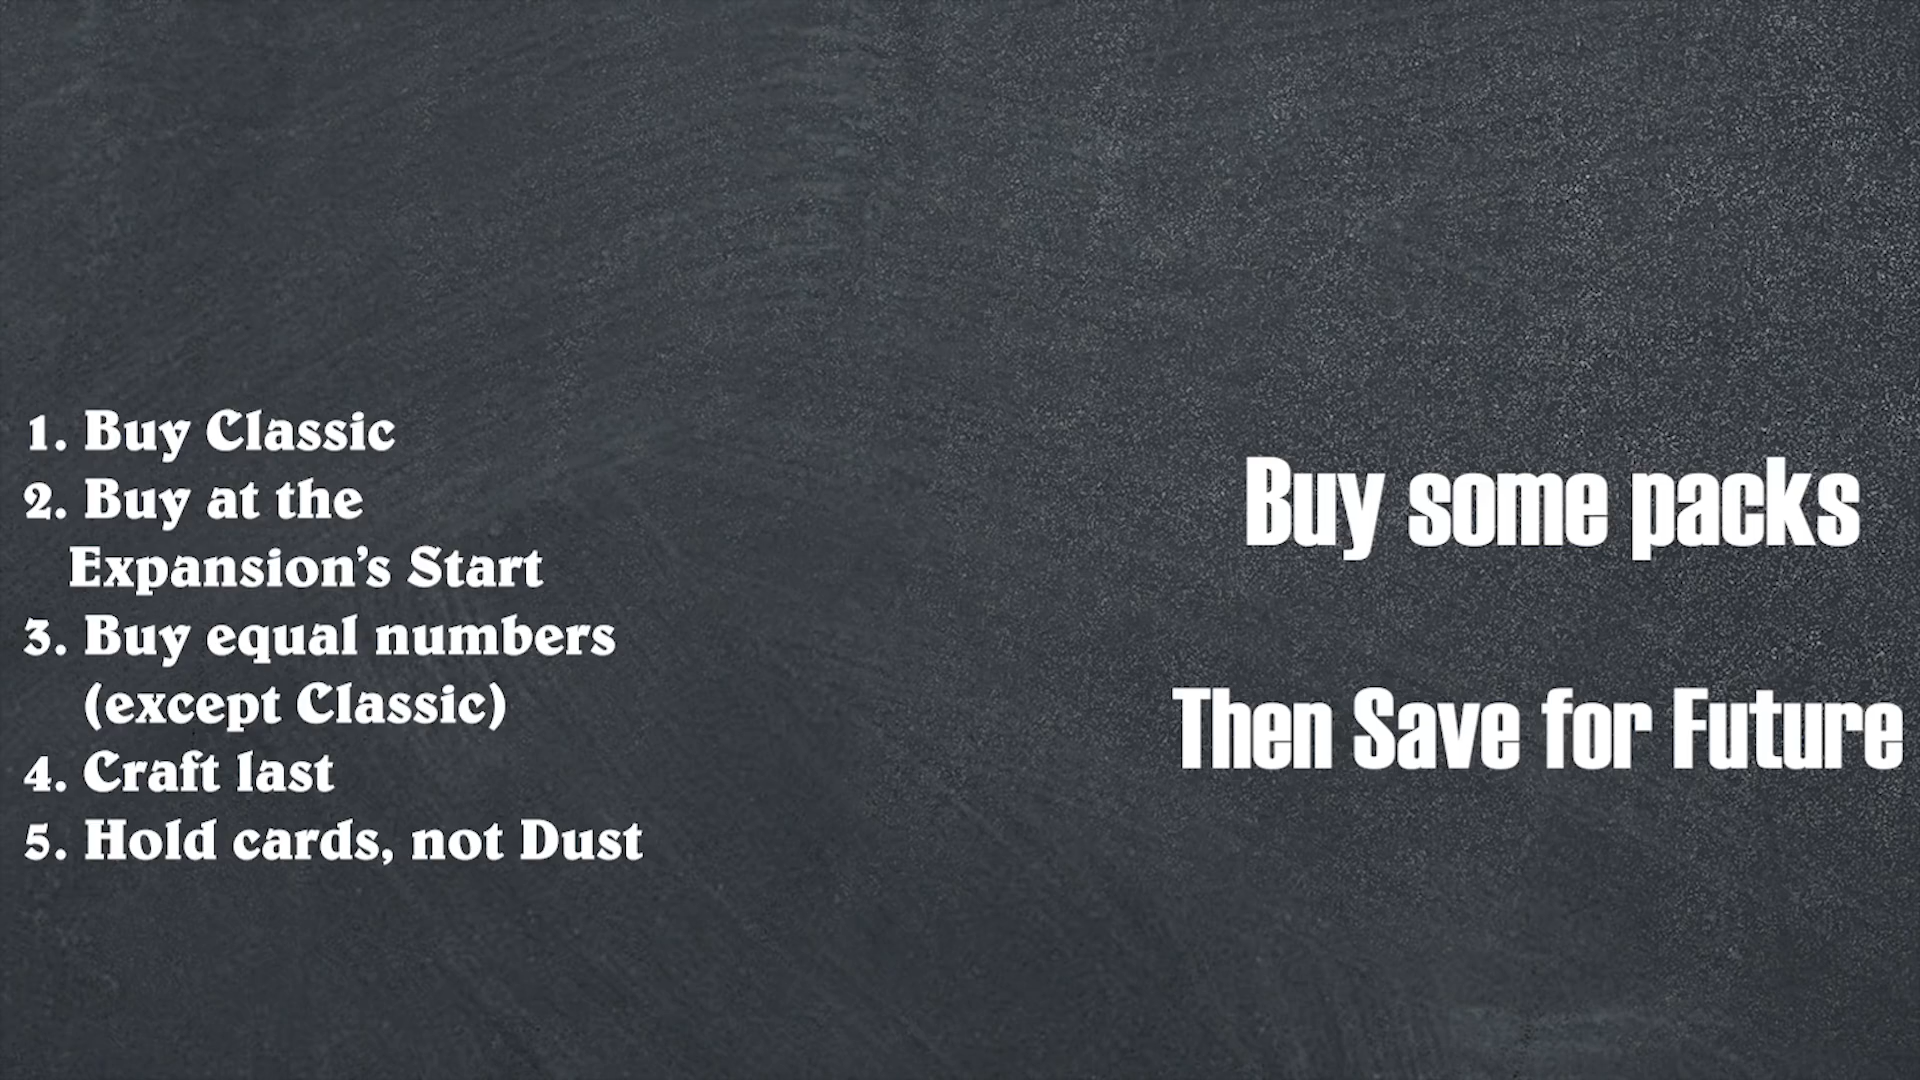 1. Buy Classic
2. Buy at the
Expansion's Start
3. Buy equal numbers
(except Classic)
4. Craft last
5. Hold cards, not Dust
Buy some packs
Then Save for Future